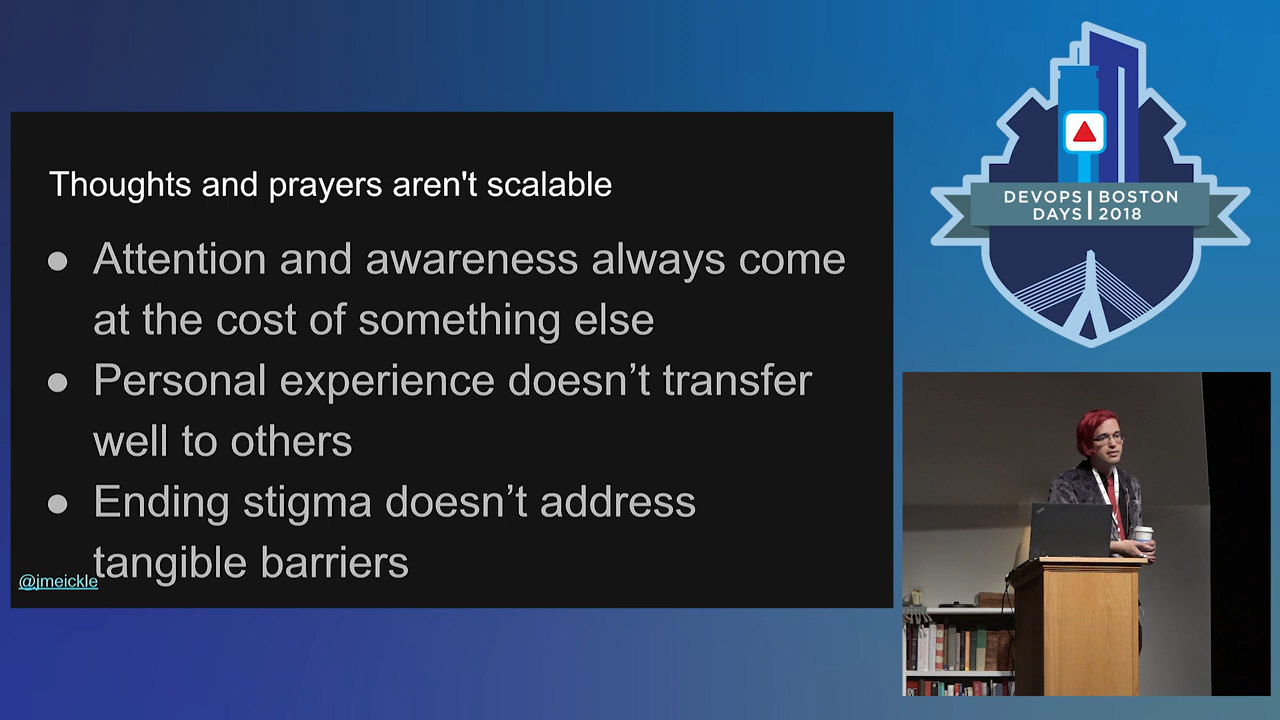 Thoughts and prayers aren't scalable
● Attention and awareness always come
at the cost of something else
● Personal experience doesn’t transfer
well to others
● Ending stigma doesn’t address
tangible barriers
@jmeickle
DEVOPS BOSTON
DAYS 2018